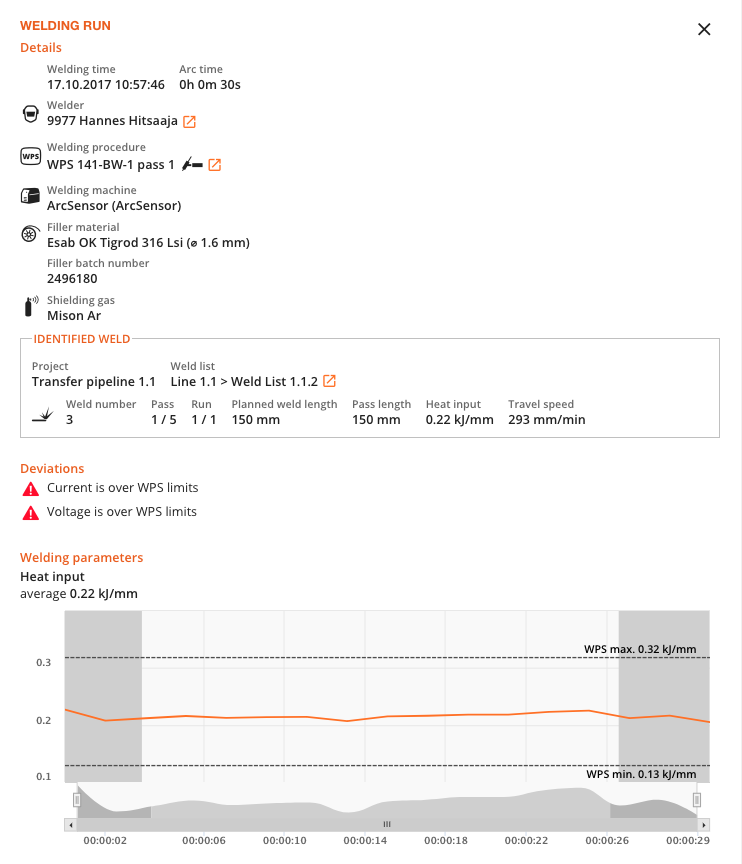 WELDING RUN
Details
Welding time Arc time
17.10.2017 10:57:46 0h 0m 30s
Welder
9977 Hannes Hitsaaja
Welding procedure
WPS
WPS 141-BW-1 pass 1
Welding machine
ArcSensor (ArcSensor)
Filler material
Esab OK Tigrod 316 Lsi (⌀ 1.6 mm)
Filler batch number
2496180
Shielding gas
Mison Ar
IDENTIFIED WELD
Project Weld list
Transfer pipeline 1.1 Line 1.1 > Weld List 1.1.2
Weld number Pass Run Planned weld length Pass length Heat input Travel speed
3 1 / 5 1 / 1 150 mm 150 mm 0.22 kJ/mm 293 mm/min
Deviations
Current is over WPS limits
Voltage is over WPS limits
Welding parameters
Heat input
average 0.22 kJ/mm
WPS max. 0.32 kJ/mm
0.3
0.2
0.1
WPS min. 0.13 kJ/mm
00:00:02 00:00:06 00:00:10 00:00:14 00:00:18 00:00:22 00:00:26 00:00:29